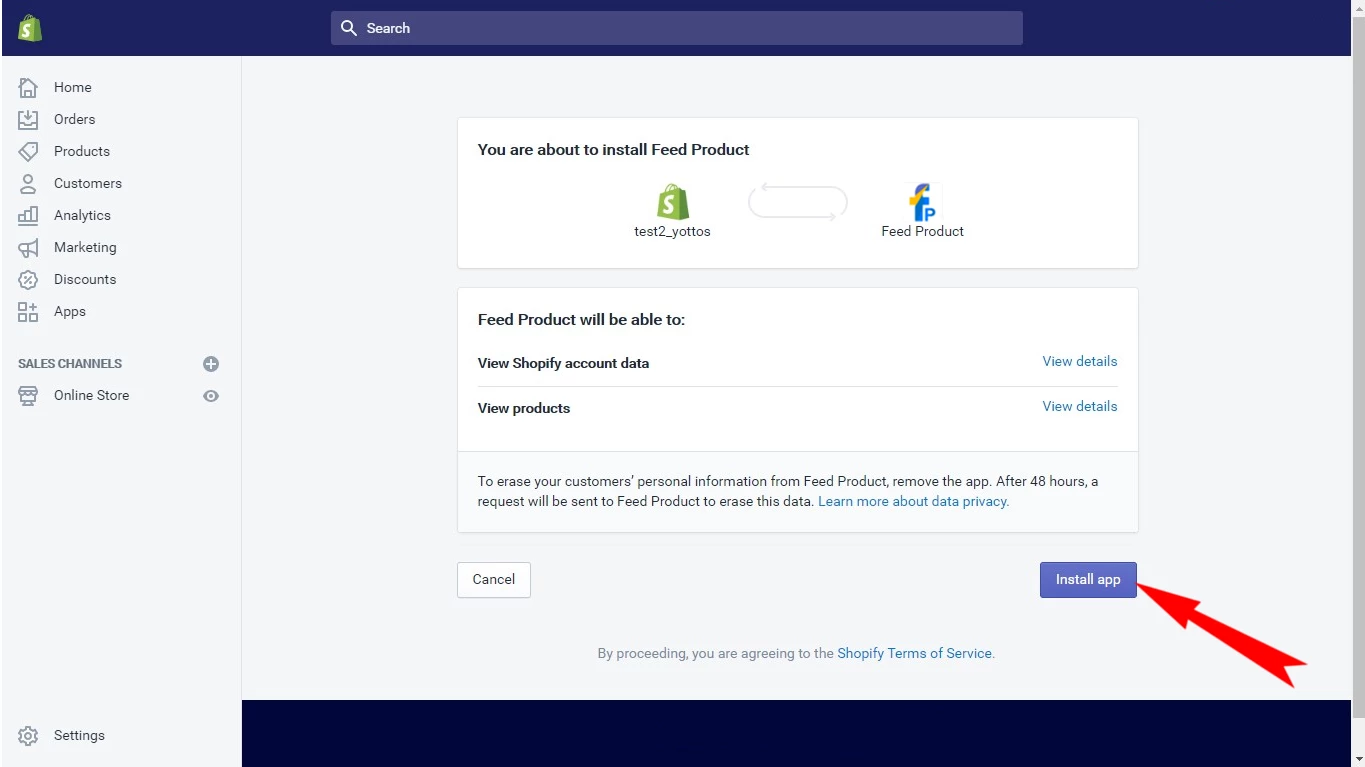 Search
Home
Orders
Products
Customers
Analytics
Marketing
Discounts
Apps
SALES CHANNELS
Online Store
Settings
You are about to install Feed Product
test2_yottos
Feed Product
Feed Product will be able to:
View Shopify account data View details
View products View details
To erase your customers’ personal information from Feed Product, remove the app. After 48 hours, a
request will be sent to Feed Product to erase this data. Learn more about data privacy.
Cancel
Install app
By proceeding, you are agreeing to the Shopify Terms of Service.